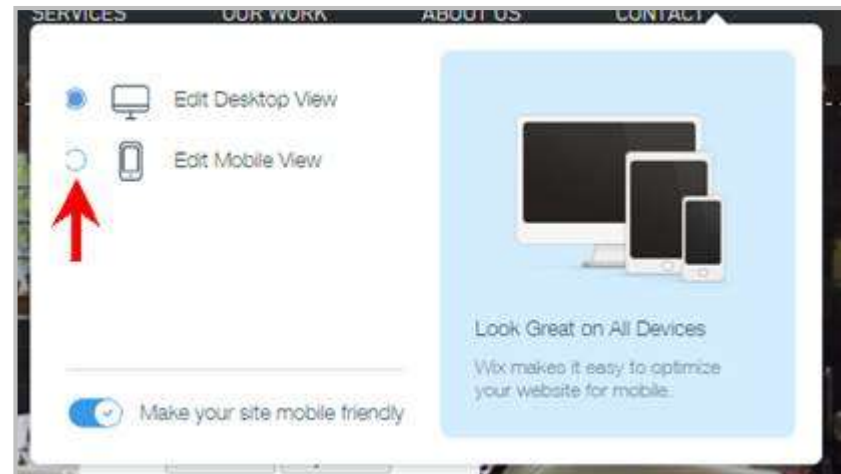 SERVICES OUR WORK ABOUT US CONTACT
Edit Desktop View
Edit Mobile View
Look Great on All Devices
Wix makes it easy to optimize
your website for mobile.
Make your site mobile friendly